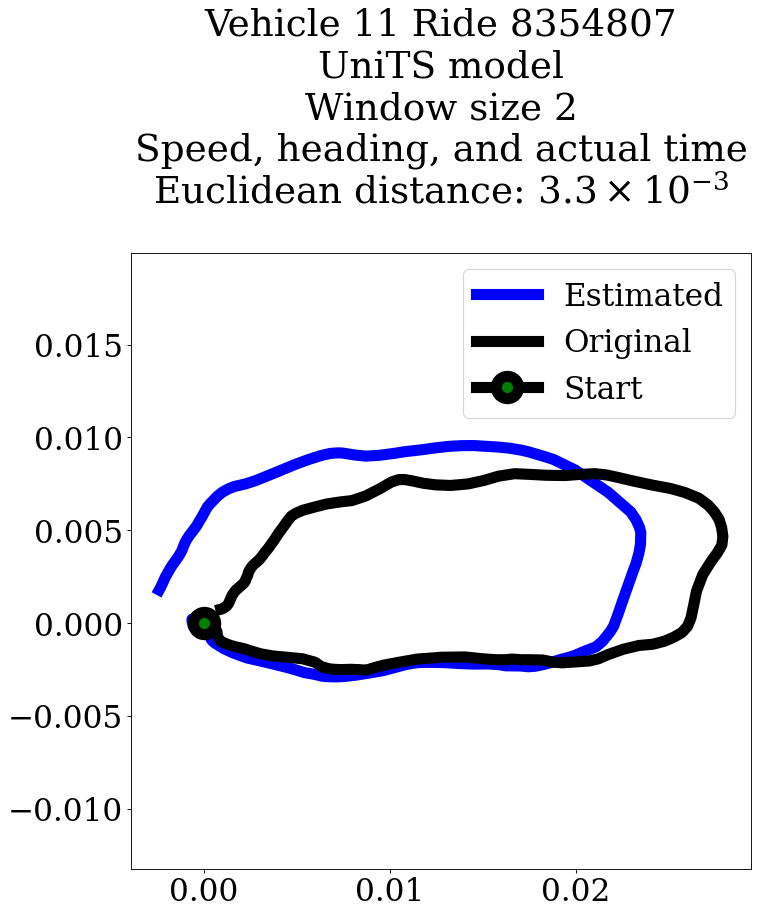 Vehicle 11 Ride 8354807
UniTS model
Window size 2
Speed, heading, and actual time
Euclidean distance: 3.3 × 10⁻³
Estimated
Original
Start
0.015
0.010
0.005
0.000
−0.005
−0.010
0.00 0.01 0.02